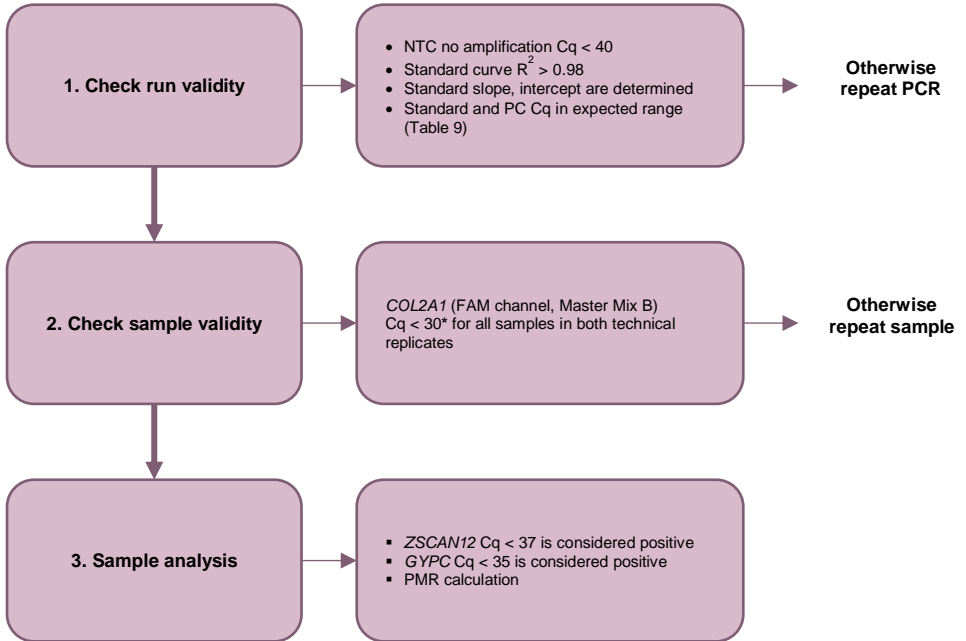 1. Check run validity
• NTC no amplification Cq < 40
• Standard curve R² > 0.98
• Standard slope, intercept are determined
• Standard and PC Cq in expected range
(Table 9)
Otherwise
repeat PCR
2. Check sample validity
COL2A1 (FAM channel, Master Mix B)
Cq < 30* for all samples in both technical
replicates
Otherwise
repeat sample
3. Sample analysis
▪ ZSCAN12 Cq < 37 is considered positive
▪ GYPC Cq < 35 is considered positive
▪ PMR calculation